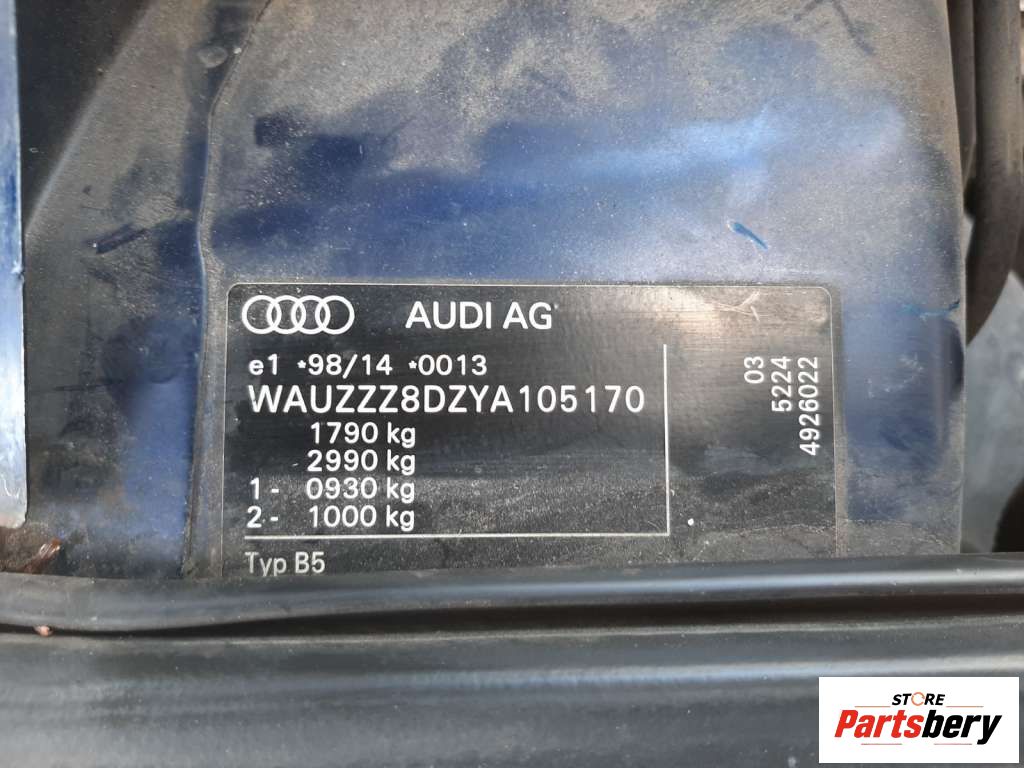 AUDI AG
e1 *98/14 *0013
WAUZZZ8DZYA105170
1790 kg
2990 kg
1 - 0930 kg
2 - 1000 kg
Typ B5
03
5224
4926022
STORE
Partsbery